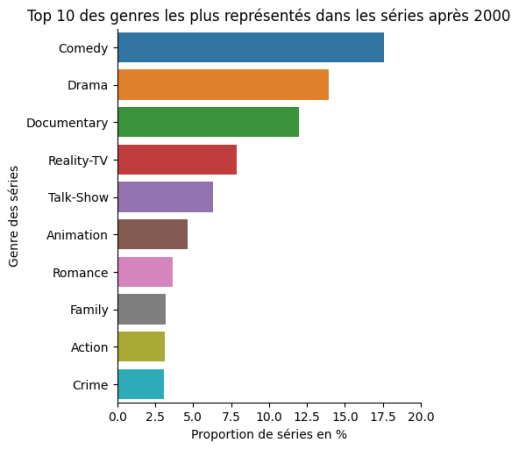 Top 10 des genres les plus représentés dans les séries après 2000
Comedy
Drama
Documentary
Reality-TV
Talk-Show
Animation
Romance
Family
Action
Crime
Genre des séries
0.0 2.5 5.0 7.5 10.0 12.5 15.0 17.5 20.0
Proportion de séries en %